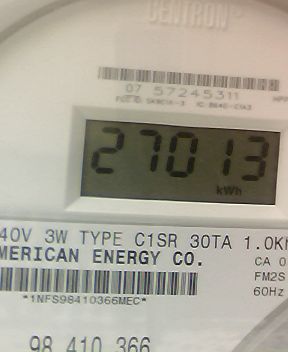 CENTRON
07 57245311
27013
kWh
40V 3W TYPE C1SR 30TA 1.0K
MERICAN ENERGY CO.
CA 0
FM2S
60Hz
*1NFS98410366MEC*
98 410 366